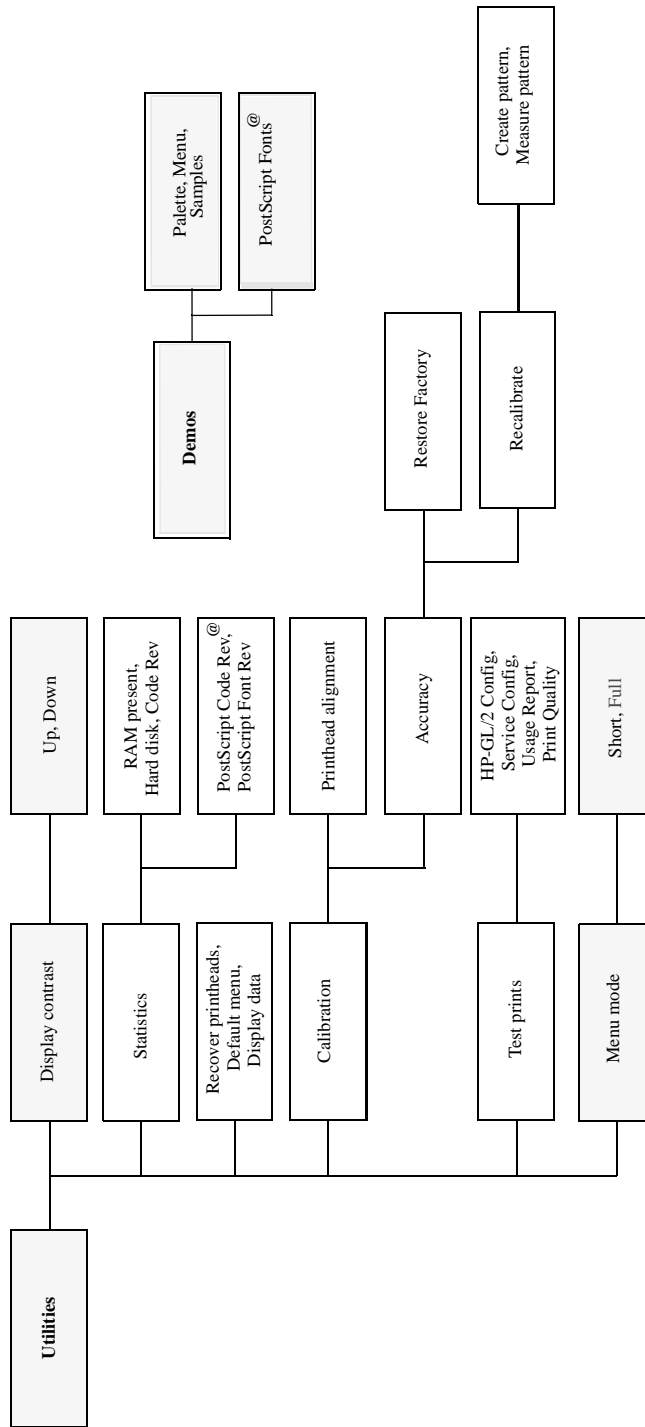 Utilities
Display contrast
Up, Down
Statistics
RAM present,
Hard disk, Code Rev
PostScript Code Rev,@
PostScript Font Rev
Recover printheads,
Default menu,
Display data
Calibration
Printhead alignment
Accuracy
Restore Factory
Recalibrate
Create pattern,
Measure pattern
Test prints
HP-GL/2 Config,
Service Config,
Usage Report,
Print Quality
Menu mode
Short, Full
Demos
Palette, Menu,
Samples
PostScript Fonts@